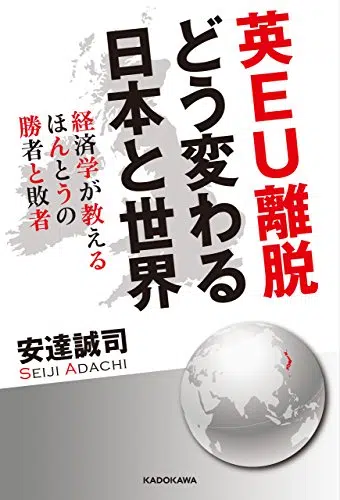 英EU離脱
どう変わる
日本と世界
経済学が教える
ほんとうの
勝者と敗者
安達誠司
SEIJI ADACHI
KADOKAWA